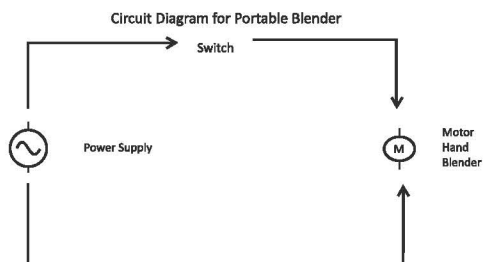 Circuit Diagram for Portable Blender
Switch
Power Supply
M
Motor
Hand
Blender